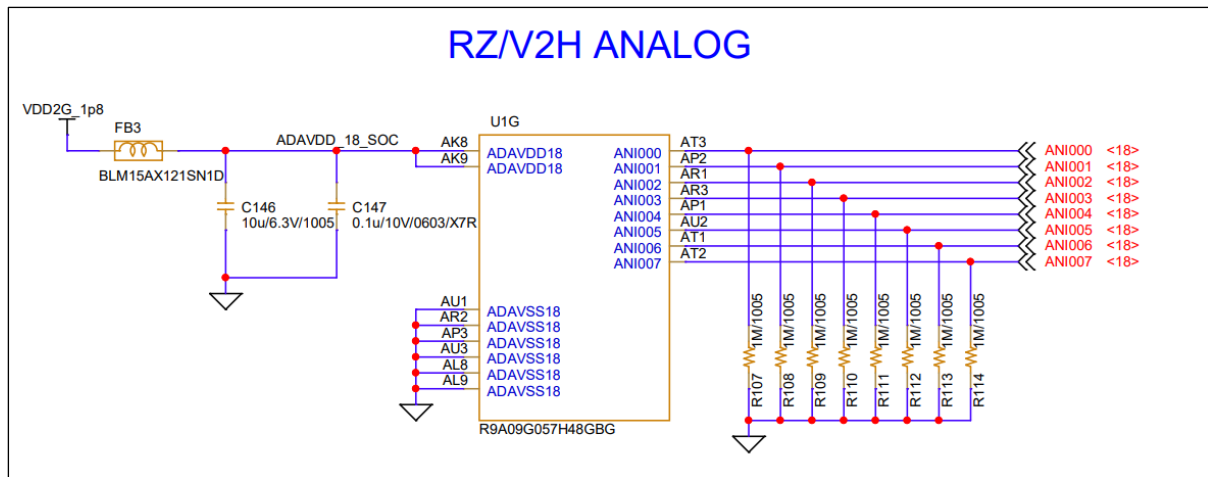 RZ/V2H ANALOG
VDD2G_1p8
FB3
BLM15AX121SN1D
ADAVDD_18_SOC
C146
10u/6.3V/1005
C147
0.1u/10V/0603/X7R
U1G
AK8 ADAVDD18
AK9 ADAVDD18
AU1 ADAVSS18
AR2 ADAVSS18
AP3 ADAVSS18
AU3 ADAVSS18
AL8 ADAVSS18
AL9 ADAVSS18
R9A09G057H48GBG
ANI000 AT3 ANI000 <18>
ANI001 AP2 ANI001 <18>
ANI002 AR1 ANI002 <18>
ANI003 AR3 ANI003 <18>
ANI004 AP1 ANI004 <18>
ANI005 AU2 ANI005 <18>
ANI006 AT1 ANI006 <18>
ANI007 AT2 ANI007 <18>
R107 1M/1005
R108 1M/1005
R109 1M/1005
R110 1M/1005
R111 1M/1005
R112 1M/1005
R113 1M/1005
R114 1M/1005